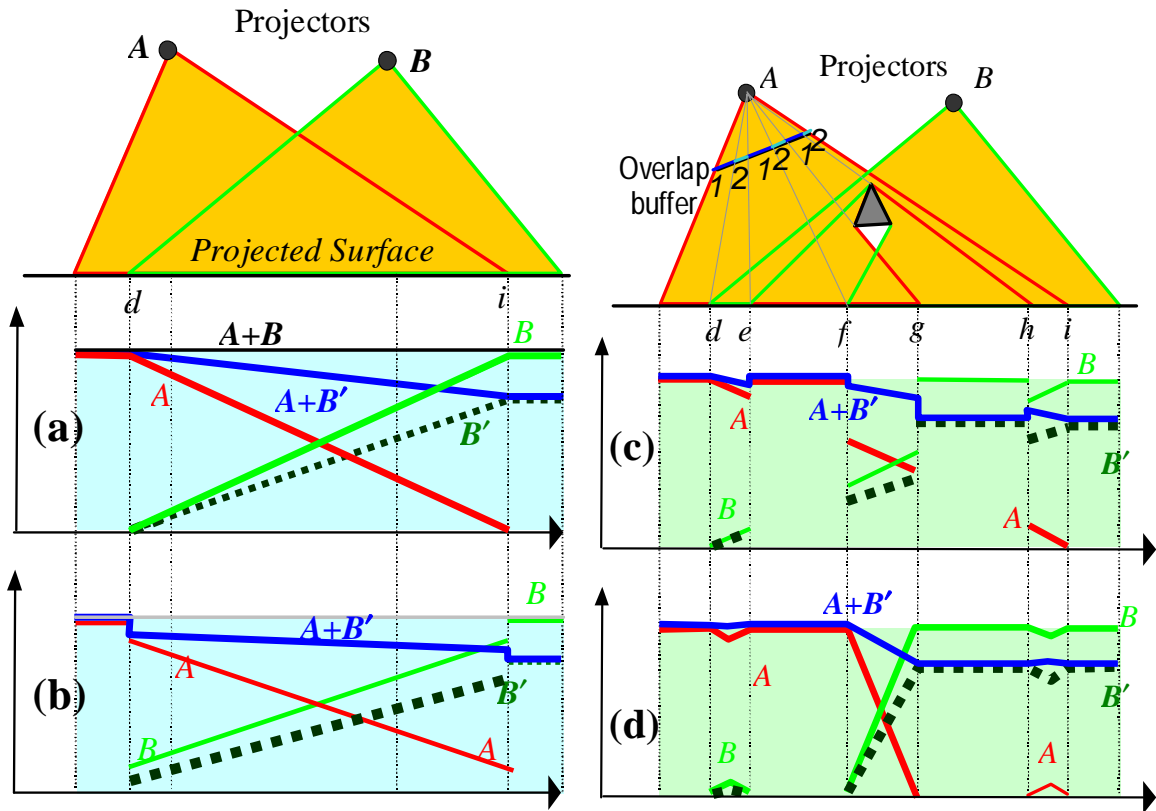 Projectors
A
B
Projected Surface
d
i
A+B
B
A
A+B′
B′
(a)
B
A+B′
A
(b)
B′
B
A
Projectors
A
B
Overlap
buffer
1 2 1 2 1 2
d e f g h i
B
A
A+B′
(c)
B′
B
A
A+B′
B
A
(d)
B′
B
A